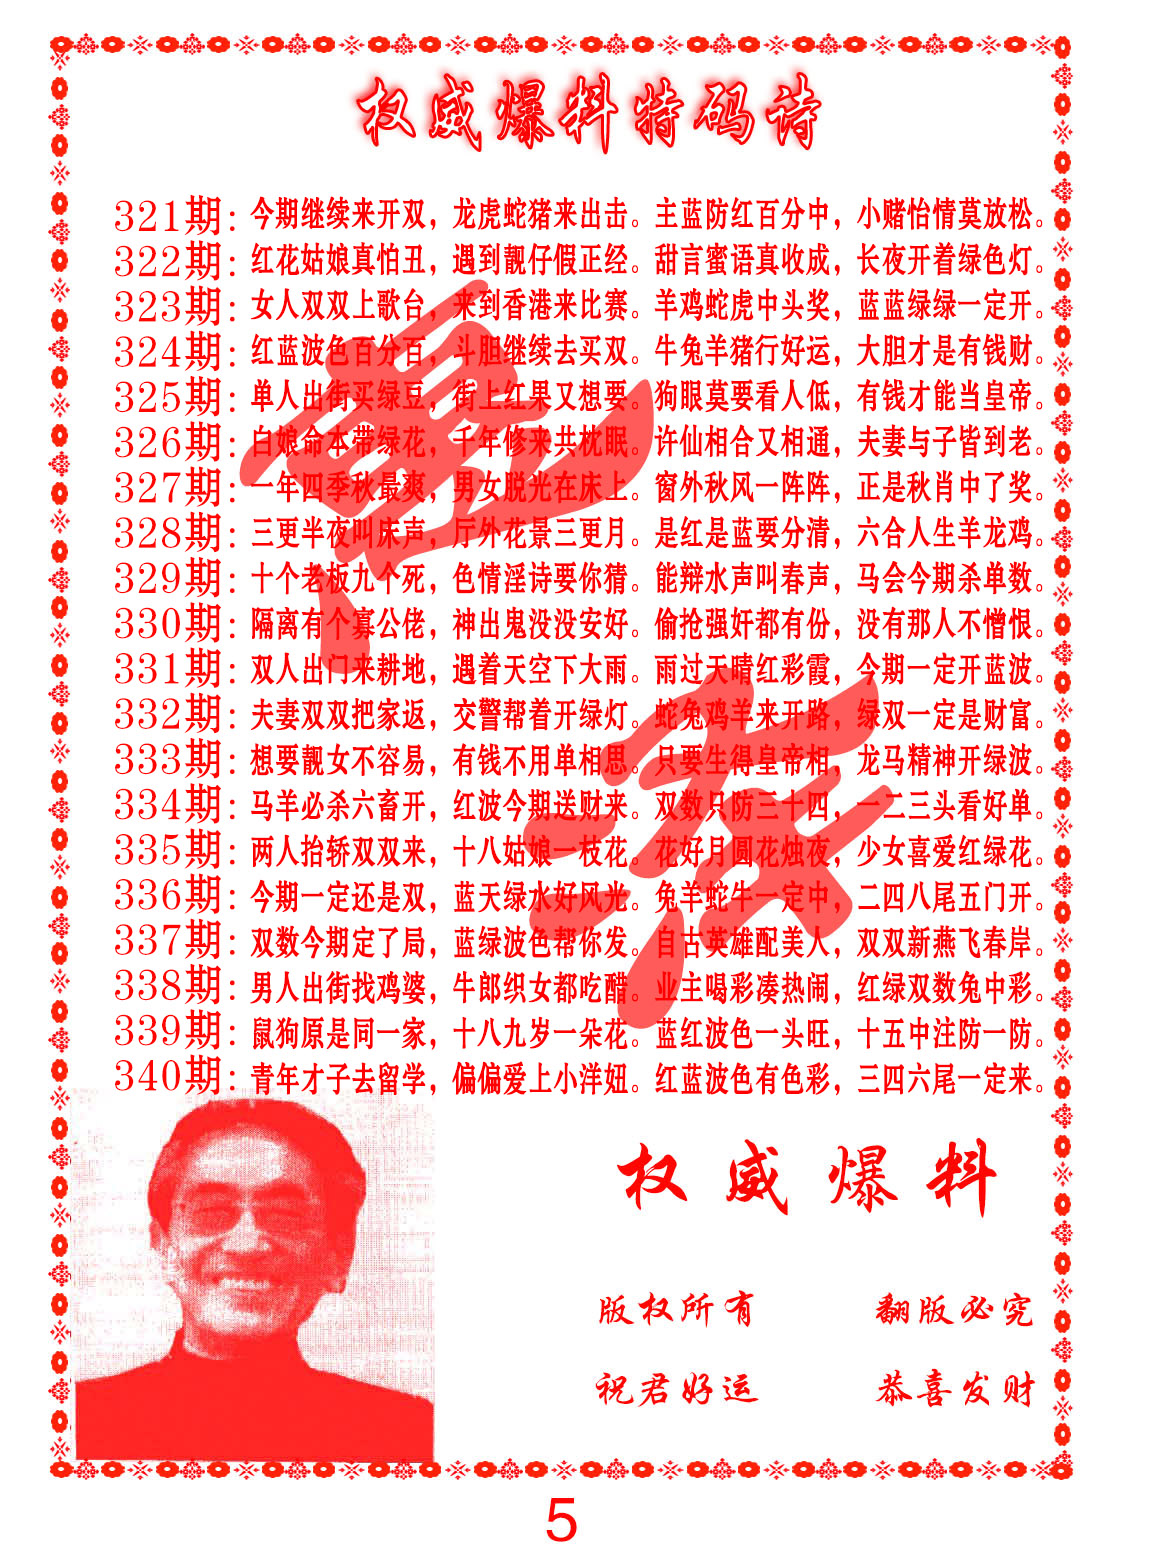 权威爆料特码诗
321期：今期继续来开双，龙虎蛇猪来出击。主蓝防红百分中，小赌怡情莫放松。
322期：红花姑娘真怕丑，遇到靓仔假正经。甜言蜜语真收成，长夜开着绿色灯。
323期：女人双双上歌台，来到香港来比赛。羊鸡蛇虎中头奖，蓝蓝绿绿一定开。
324期：红蓝波色百分百，斗胆继续去买双。牛兔羊猪行好运，大胆才是有钱财。
325期：单人出街买绿豆，街上红果又想要。狗眼莫要看人低，有钱才能当皇帝。
326期：白娘命本带绿花，千年修来共枕眠。许仙相合又相通，夫妻与子皆到老。
327期：一年四季秋最爽，男女脱光在床上。窗外秋风一阵阵，正是秋肖中了奖。
328期：三更半夜叫床声，厅外花景三更月。是红是蓝要分清，六合人生羊龙鸡。
329期：十个老板九个死，色情淫诗要你猜。能辩水声叫春声，马会今期杀单数。
330期：隔离有个寡公佬，神出鬼没没安好。偷抢强奸都有份，没有那人不憎恨。
331期：双人出门来耕地，遇着天空下大雨。雨过天晴红彩霞，今期一定开蓝波。
332期：夫妻双双把家返，交警帮着开绿灯。蛇兔鸡羊来开路，绿双一定是财富。
333期：想要靓女不容易，有钱不用单相思。只要生得皇帝相，龙马精神开绿波。
334期：马羊必杀六畜开，红波今期送财来。双数只防三十四，一二三头看好单。
335期：两人抬轿双双来，十八姑娘一枝花。花好月圆花烛夜，少女喜爱红绿花。
336期：今期一定还是双，蓝天绿水好风光。兔羊蛇牛一定中，二四八尾五门开。
337期：双数今期定了局，蓝绿波色帮你发。自古英雄配美人，双双新燕飞春岸。
338期：男人出街找鸡婆，牛郎织女都吃醋。业主喝彩凑热闹，红绿双数兔中彩。
339期：鼠狗原是同一家，十八九岁一朵花。蓝红波色一头旺，十五中注防一防。
340期：青年才子去留学，偏偏爱上小洋妞。红蓝波色有色彩，三四六尾一定来。
权威爆料
版权所有 翻版必究
祝君好运 恭喜发财
5